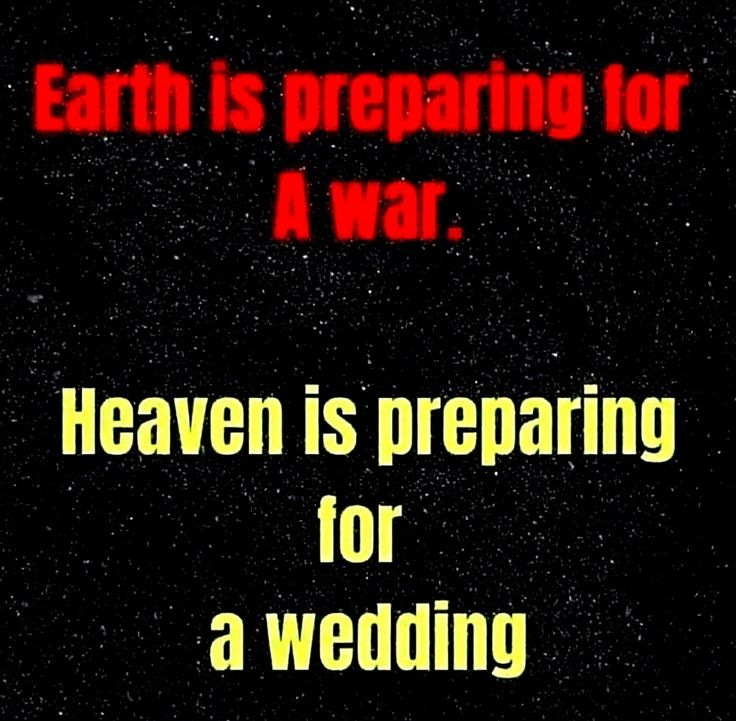 Earth is preparing for
A war.
Heaven is preparing
for
a wedding